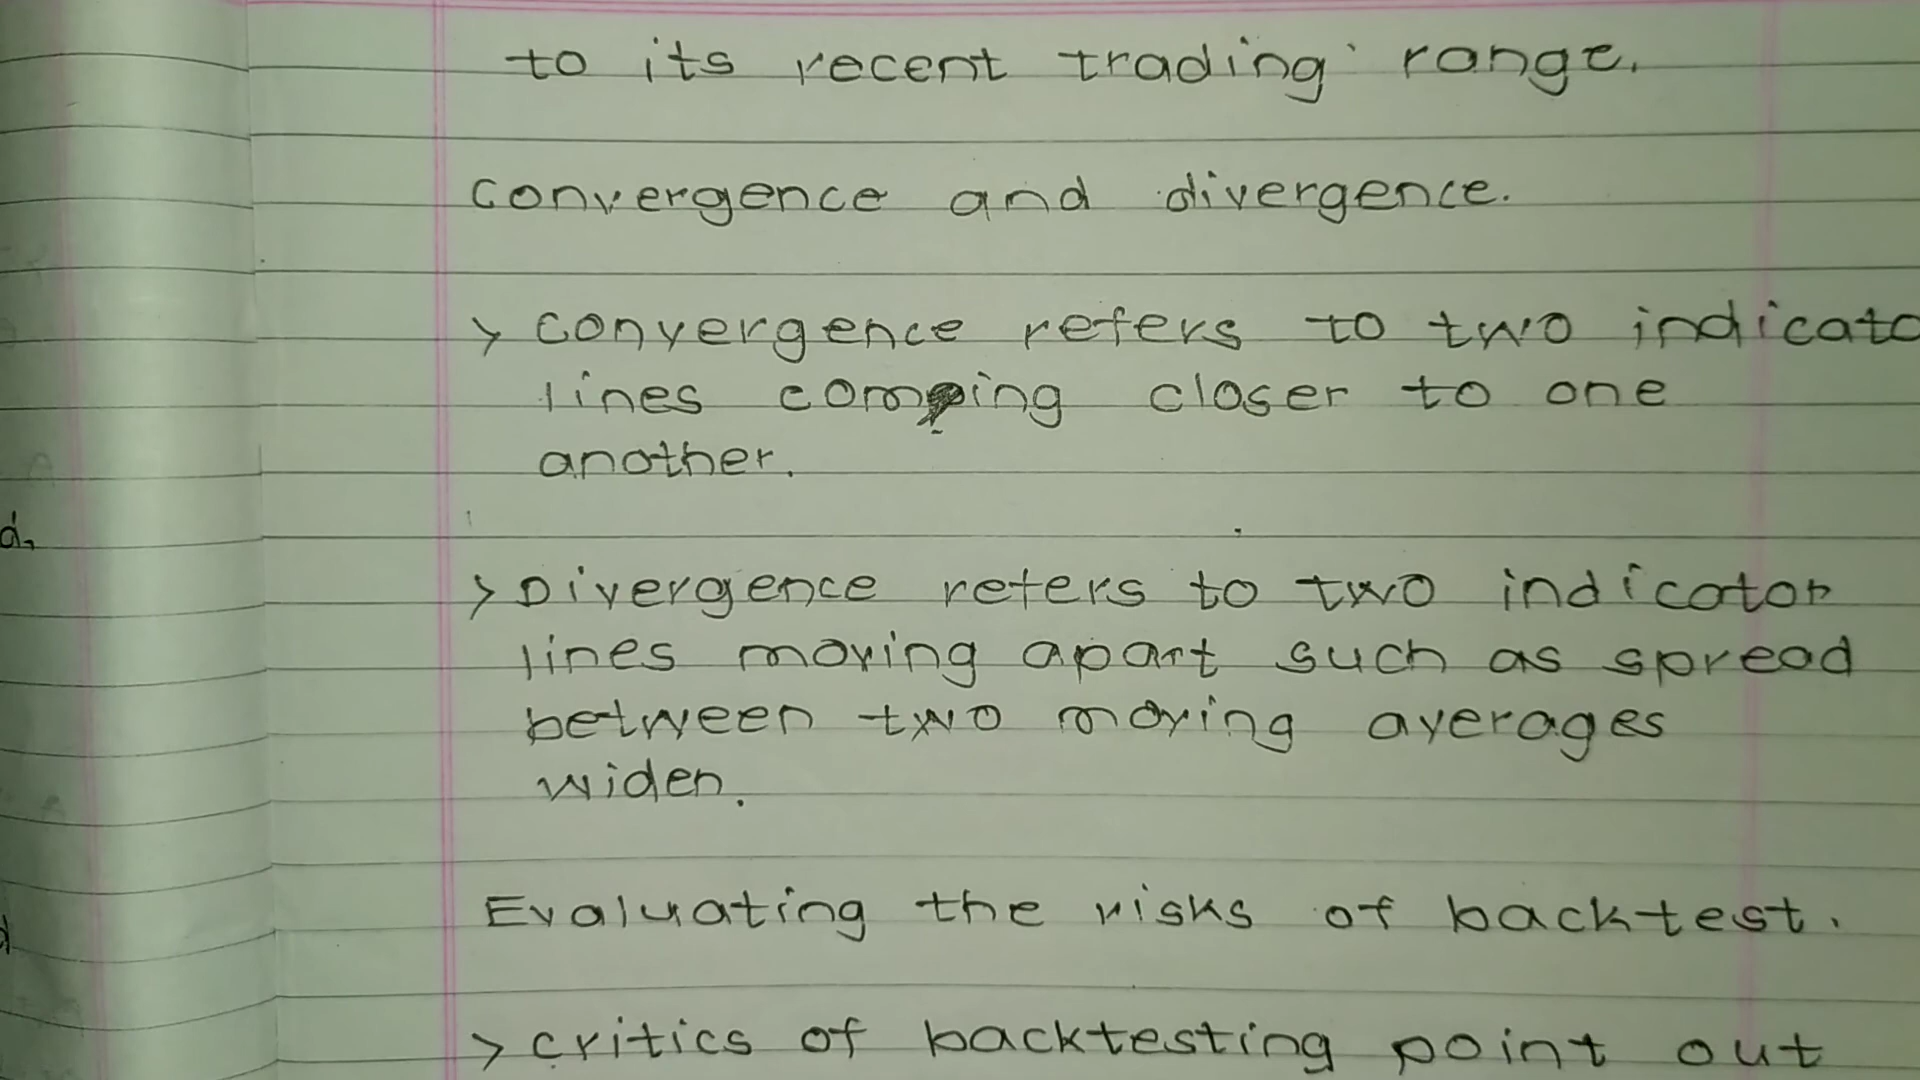 to its recent trading range.
convergence and divergence.
> convergence refers to two indicato
lines coming closer to one
another.
d.
> Divergence refers to two indicator
lines moving apart such as spread
between two moving averages
widen.
Evaluating the risks of backtest.
> critics of backtesting point out